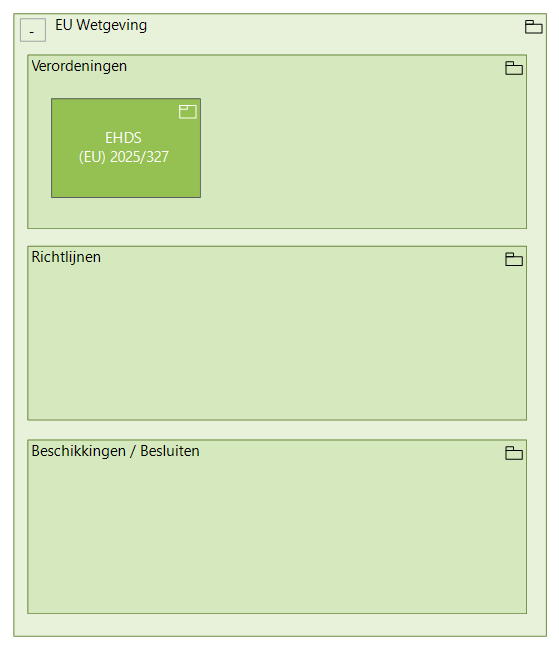 -
EU Wetgeving
Verordeningen
EHDS
(EU) 2025/327
Richtlijnen
Beschikkingen / Besluiten